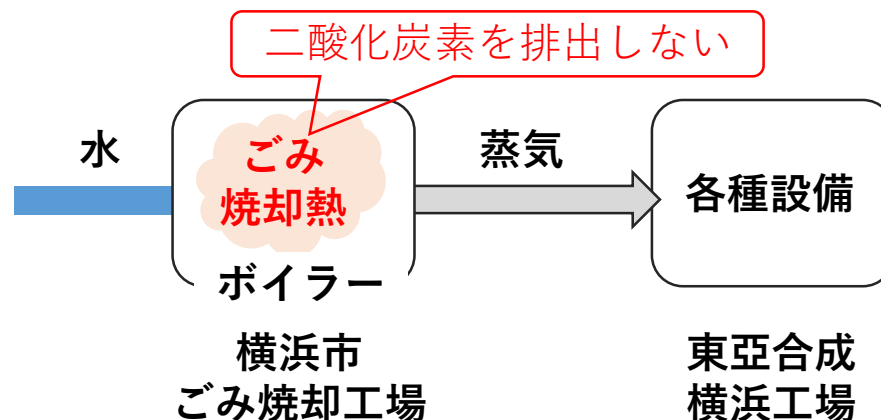 二酸化炭素を排出しない
水
ごみ
焼却熱
ボイラー
蒸気
各種設備
横浜市
ごみ焼却工場
東亞合成
横浜工場